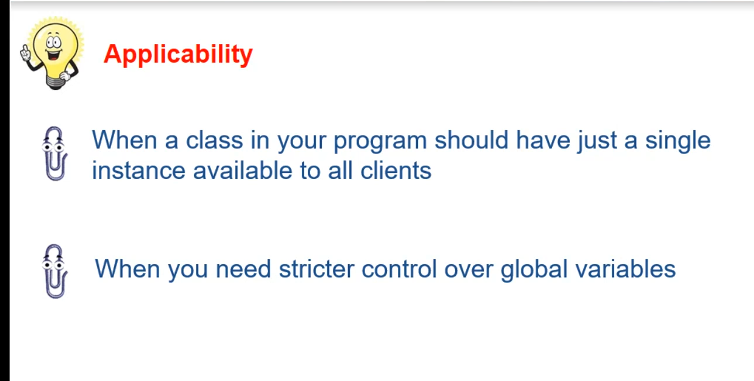 Applicability
When a class in your program should have just a single
instance available to all clients
When you need stricter control over global variables